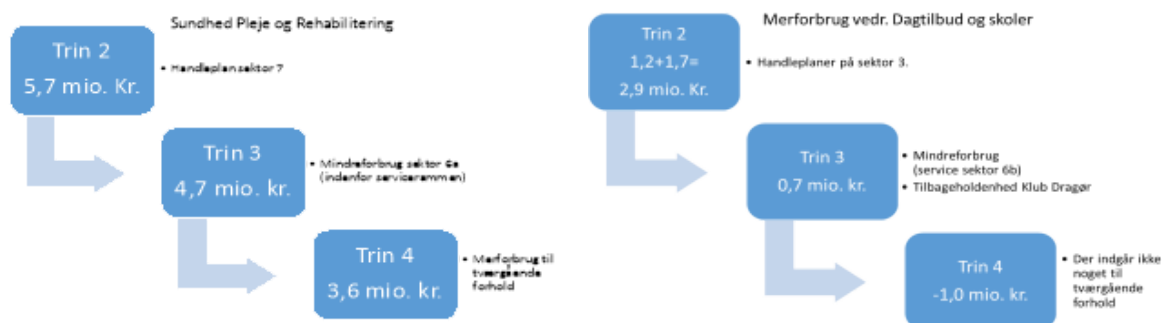 Sundhed Pleje og Rehabilitering
Trin 2
5,7 mio. Kr.
• Handleplan sektor 7
Trin 3
4,7 mio. kr.
• Mindreforbrug sektor 6a
(indenfor servicerammen)
Trin 4
3,6 mio. kr.
• Merforbrug til
tværgående
forhold
Merforbrug vedr. Dagtilbud og skoler
Trin 2
1,2+1,7=
2,9 mio. Kr.
• Handleplaner på sektor 3.
Trin 3
0,7 mio. kr.
• Mindreforbrug
(service sektor 6b)
• Tilbageholdenhed Klub Dragør
Trin 4
-1,0 mio. kr.
• Der indgår ikke
noget til
tværgående
forhold